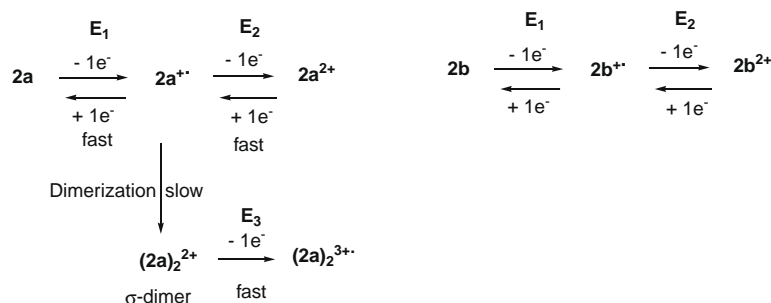 E₁ E₂
- 1e⁻ - 1e⁻
2a 2a⁺· 2a²⁺
+ 1e⁻ + 1e⁻
fast fast
Dimerization slow
E₃
- 1e⁻
(2a)₂²⁺ (2a)₂³⁺·
σ-dimer fast
E₁ E₂
- 1e⁻ - 1e⁻
2b 2b⁺· 2b²⁺
+ 1e⁻ + 1e⁻